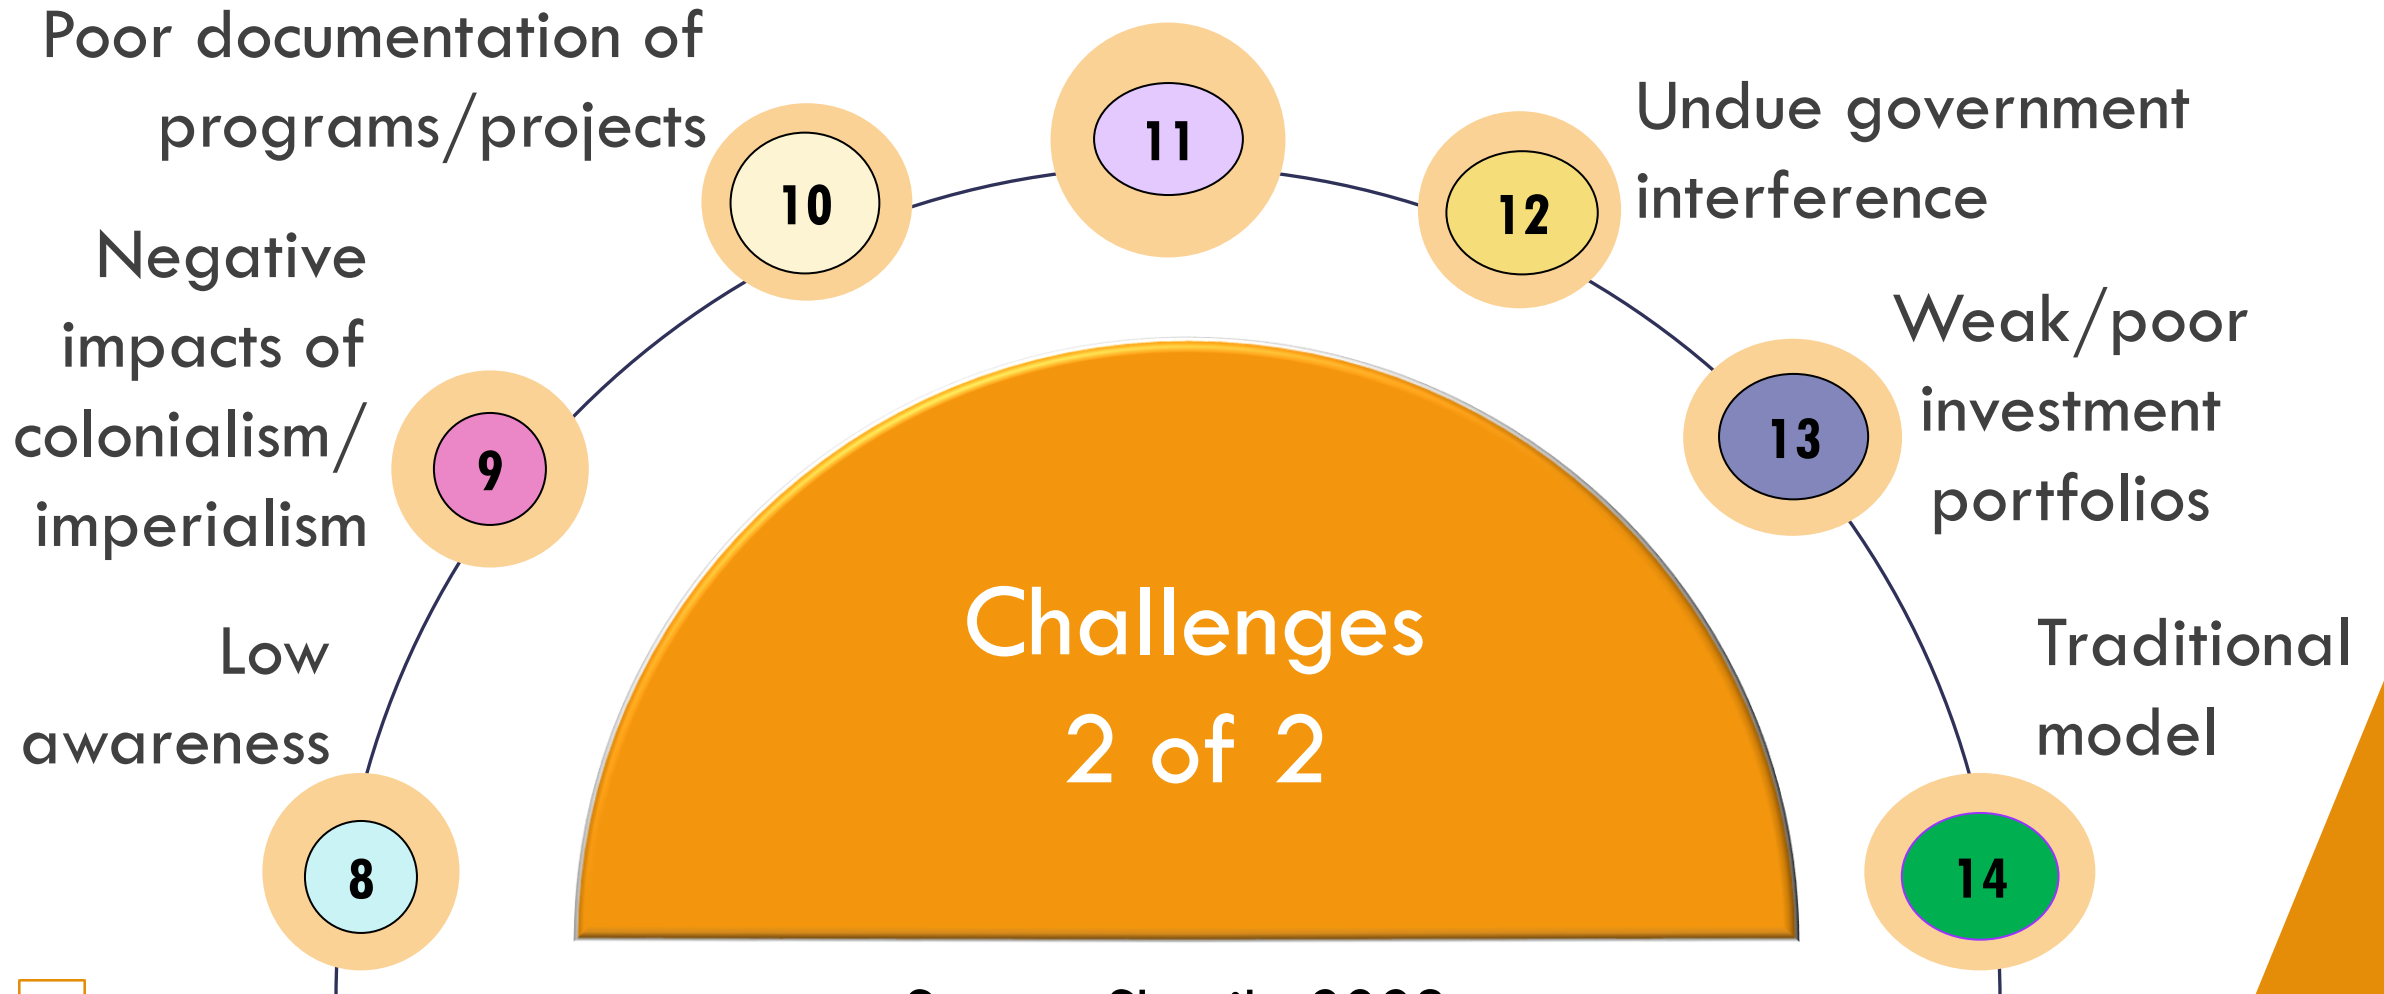 Poor documentation of
programs/projects
10
11
12
Undue government
interference
Negative
impacts of
colonialism/
imperialism
9
13
Weak/poor
investment
portfolios
Low
awareness
8
Challenges
2 of 2
Traditional
model
14